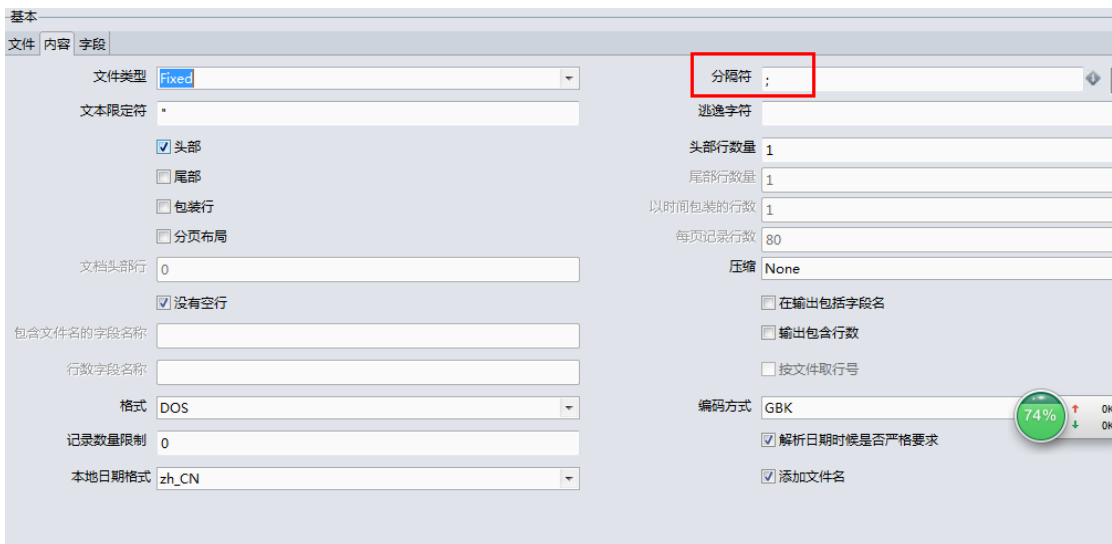 基本
文件 内容 字段
文件类型 Fixed 分隔符 ;
文本限定符 " 逃逸字符
头部 头部行数量 1
尾部 尾部行数量 1
包装行 以时间包装的行数 1
分页布局 每页记录行数 80
文档头部行 0 压缩 None
没有空行 在输出包括字段名
包含文件名的字段名称 输出包含行数
行数字段名称 按文件取行号
格式 DOS 编码方式 GBK
74% 0K
0K
记录数量限制 0 解析日期时候是否严格要求
本地日期格式 zh_CN 添加文件名